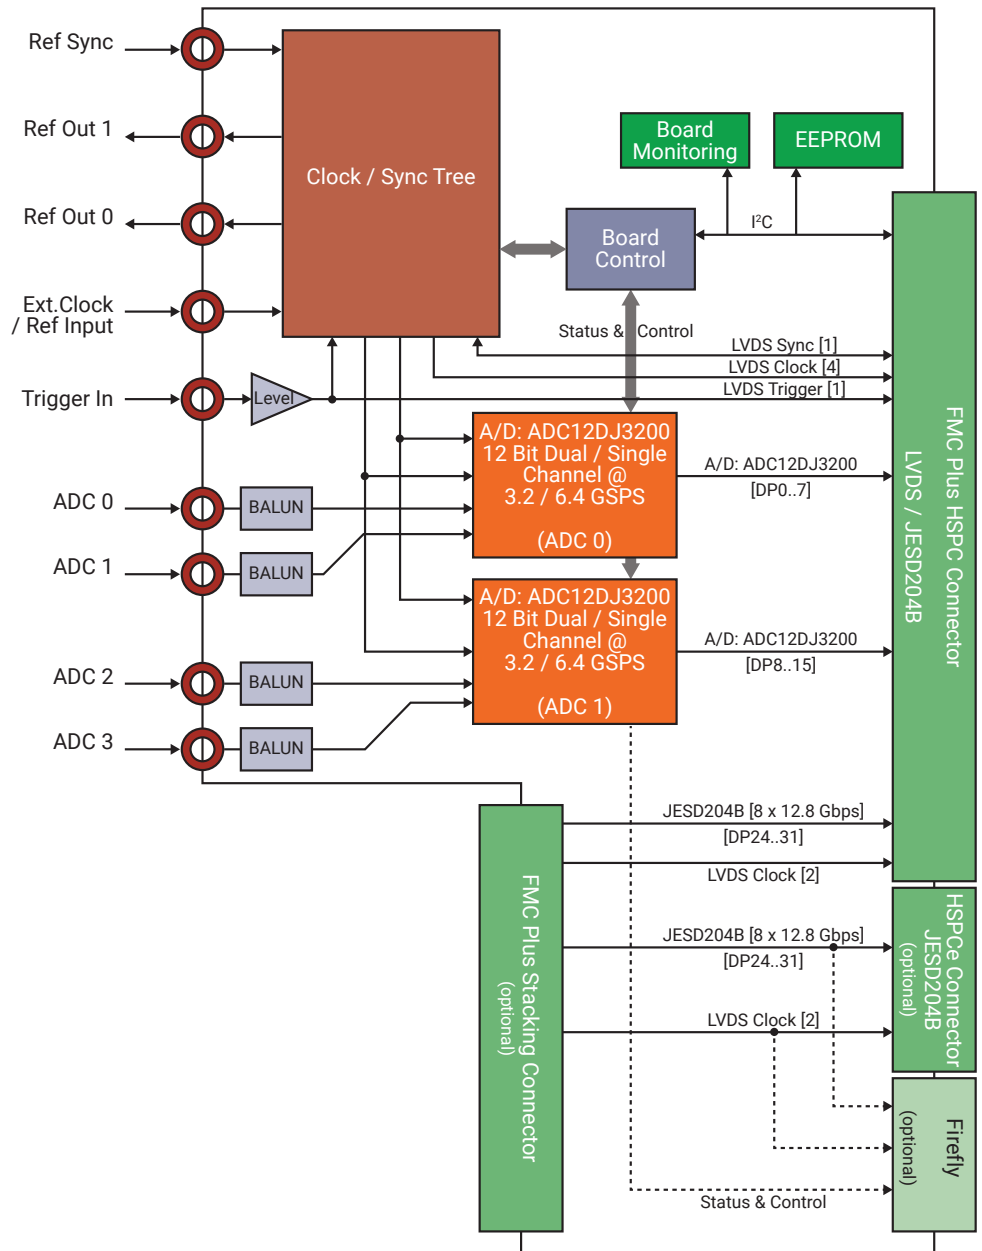 Ref Sync
Ref Out 1
Ref Out 0
Ext.Clock
/ Ref Input
Trigger In
ADC 0
ADC 1
ADC 2
ADC 3
Clock / Sync Tree
Level
BALUN
BALUN
BALUN
BALUN
Board
Monitoring
EEPROM
Board
Control
I²C
Status & Control
LVDS Sync [1]
LVDS Clock [4]
LVDS Trigger [1]
A/D: ADC12DJ3200
12 Bit Dual / Single
Channel @
3.2 / 6.4 GSPS
(ADC 0)
A/D: ADC12DJ3200
[DP0..7]
A/D: ADC12DJ3200
12 Bit Dual / Single
Channel @
3.2 / 6.4 GSPS
(ADC 1)
A/D: ADC12DJ3200
[DP8..15]
FMC Plus HSPC Connector
LVDS / JESD204B
FMC Plus Stacking Connector
(optional)
JESD204B [8 x 12.8 Gbps]
[DP24..31]
LVDS Clock [2]
JESD204B [8 x 12.8 Gbps]
[DP24..31]
LVDS Clock [2]
HSPCe Connector
JESD204B
(optional)
Firefly
(optional)
Status & Control